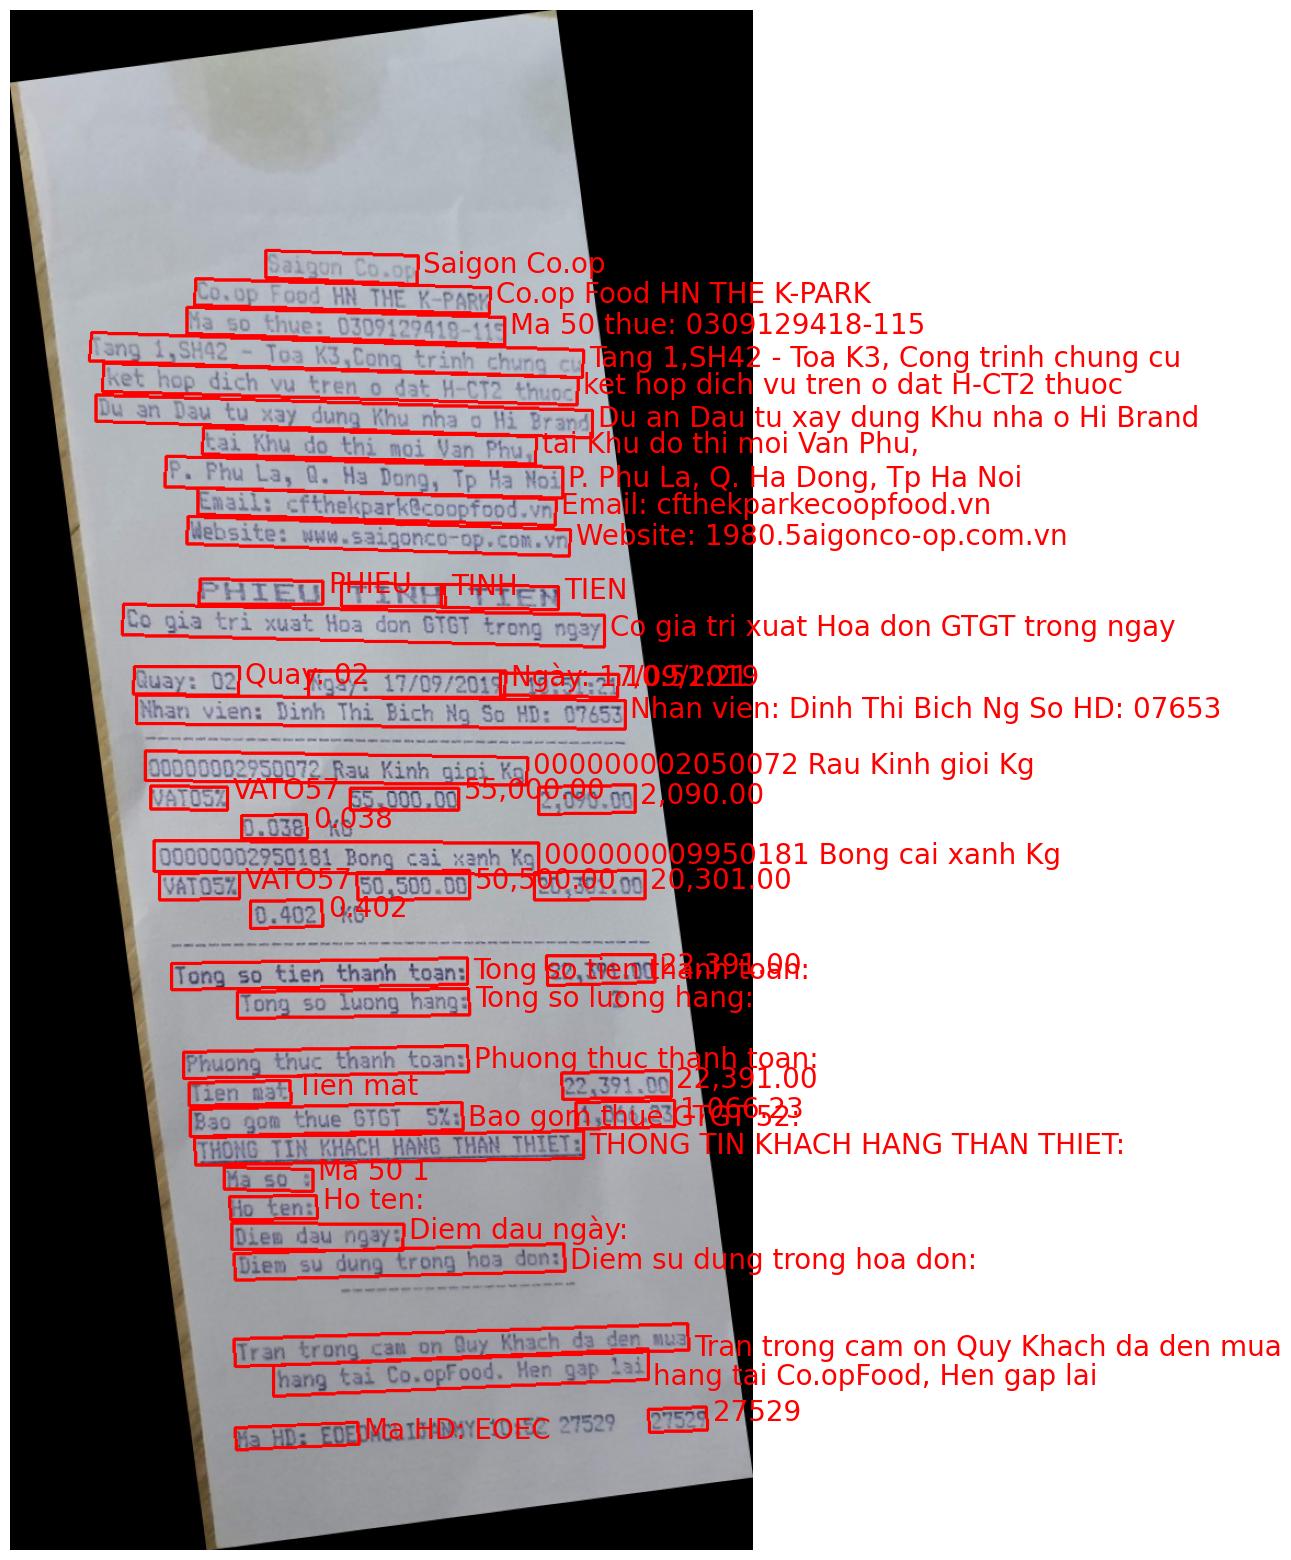 Saigon Co.op Saigon Co.op
Co.op Food HN THE K-PARK Co.op Food HN THE K-PARK
Ma so thue: 0309129418-115 Ma 50 thue: 0309129418-115
Tang 1,SH42 - Toa K3,Cong trinh chung cu Tang 1,SH42 - Toa K3, Cong trinh chung cu
ket hop dich vu tren o dat H-CT2 thuoc ket hop dich vu tren o dat H-CT2 thuoc
Du an Dau tu xay dung Khu nha o Hi Brand Du an Dau tu xay dung Khu nha o Hi Brand
tai Khu do thi moi Van Phu, tai Khu do thi moi Van Phu,
P. Phu La, Q. Ha Dong, Tp Ha Noi P. Phu La, Q. Ha Dong, Tp Ha Noi
Email: cfthekpark@coopfood.vn Email: cfthekparkecoopfood.vn
Website: www.saigonco-op.com.vn Website: 1980.5aigonco-op.com.vn
PHIEU PHIEU TINH TINH TIEN TIEN
Co gia tri xuat Hoa don GTGT trong ngay Co gia tri xuat Hoa don GTGT trong ngay
Quay: 02 Quay: 02 Ngay: 17/09/2019 Ngày: 17/09/2019
Nhan vien: Dinh Thi Bich Ng So HD: 07653 Nhan vien: Dinh Thi Bich Ng So HD: 07653
00000002950072 Rau Kinh gioi Kg 000000002050072 Rau Kinh gioi Kg
VAT05% VATO57 55,000.00 55,000.00 2,090.00 2,090.00
0.038 0.038 KG
00000002950181 Bong cai xanh Kg 000000009950181 Bong cai xanh Kg
VAT05% VATO57 50,500.00 50,500.00 20,301.00 20,301.00
0.402 0.402 KG
Tong so tien thanh toan: Tong so tien thanh toan: 22,391.00 22,391.00
Tong so luong hang: Tong so luong hang: 2
Phuong thuc thanh toan: Phuong thuc thanh toan:
Tien mat Tien mat 22,391.00 22,391.00
Bao gom thue GTGT 5%: Bao gom thue GTGT 52: 1,066.23 1,066.23
THONG TIN KHACH HANG THAN THIET: THONG TIN KHACH HANG THAN THIET:
Ma so : Ma 50 1
Ho ten: Ho ten:
Diem dau ngay: Diem dau ngày:
Diem su dung trong hoa don: Diem su dung trong hoa don:
Tran trong cam on Quy Khach da den mua Tran trong cam on Quy Khach da den mua
hang tai Co.opFood. Hen gap lai hang tai Co.opFood, Hen gap lai
Ma HD: Ma HD: EOEC 10:52 27529 27529 27529